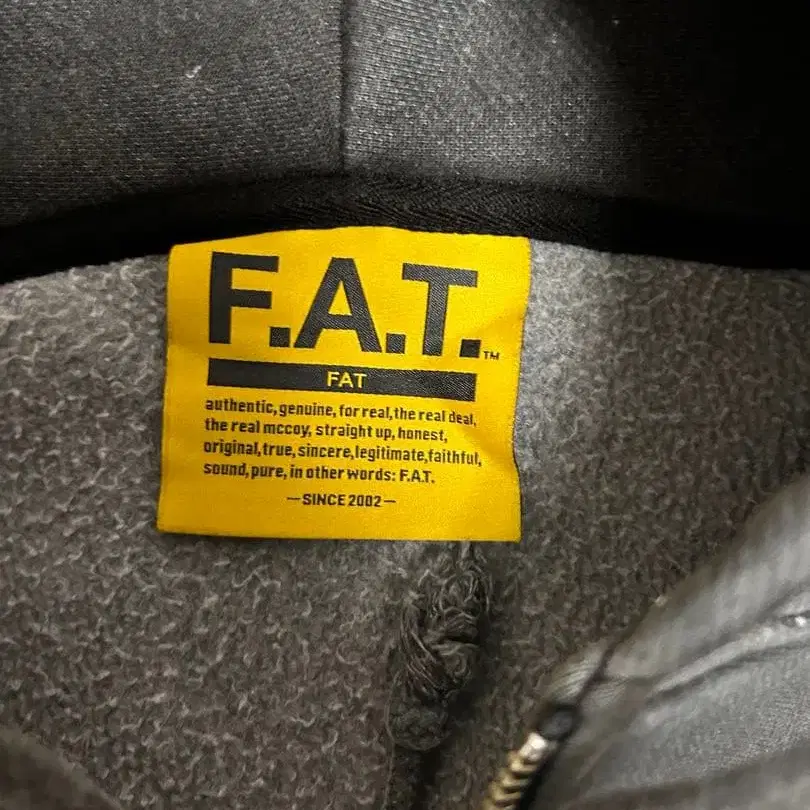 F.A.T.™
FAT
authentic, genuine, for real, the real deal,
the real mccoy, straight up, honest,
original, true, sincere, legitimate, faithful,
sound, pure, in other words: F.A.T.
—SINCE 2002—